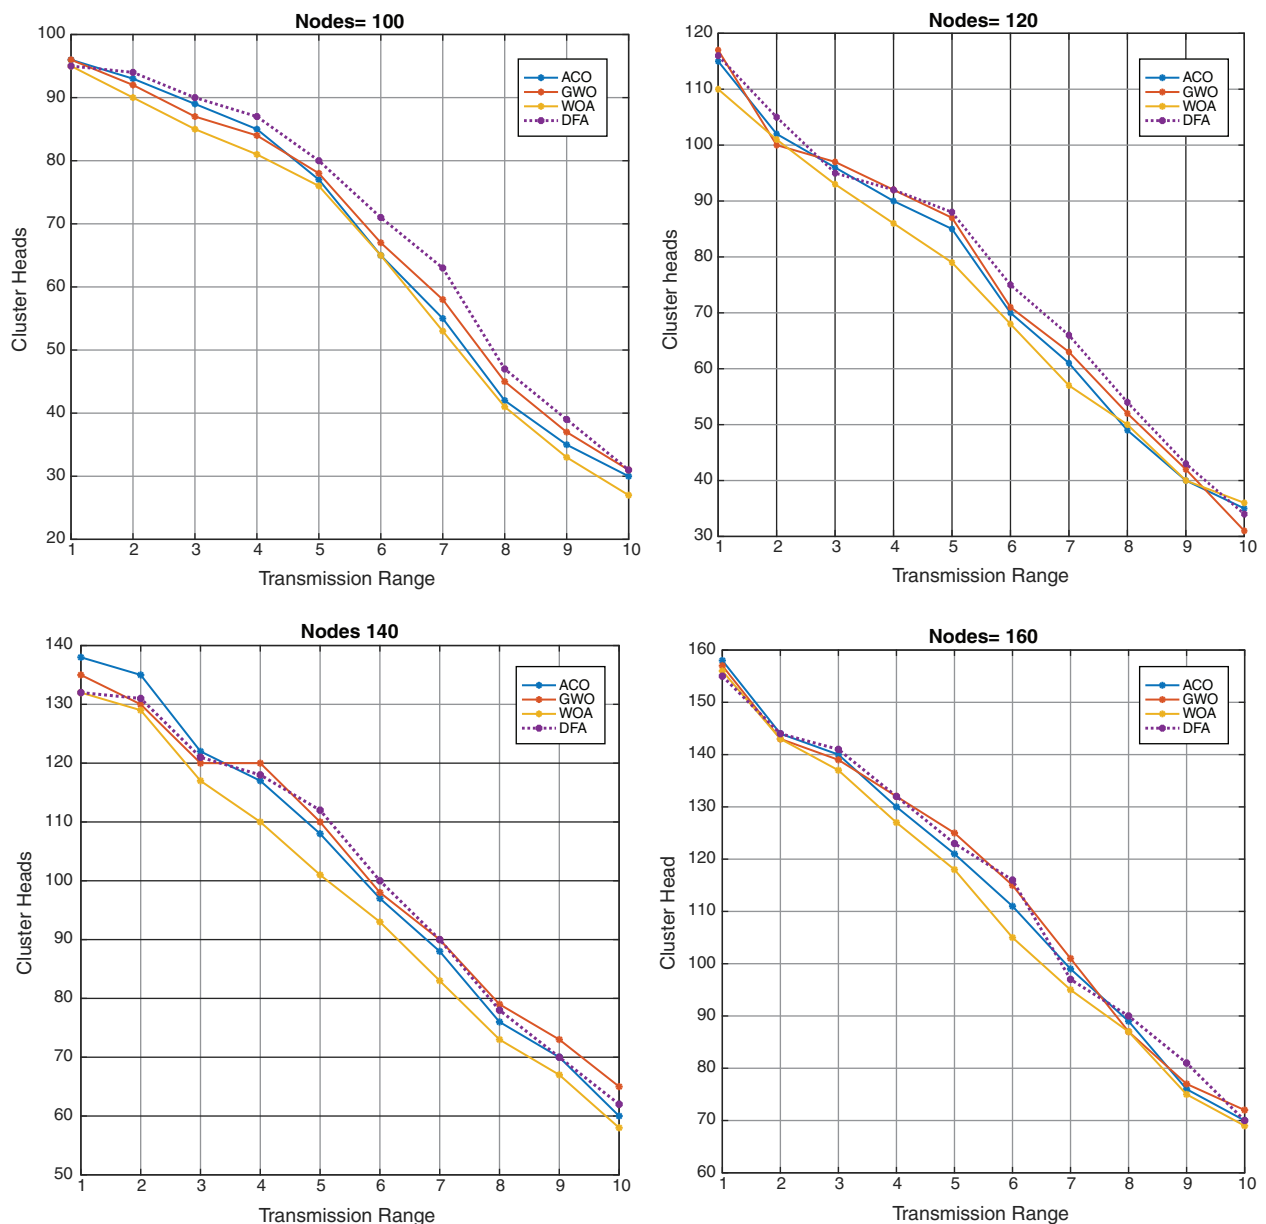 Nodes= 100
100
90
80
70
60
50
40
30
20
Cluster Heads
ACO
GWO
WOA
DFA
1 2 3 4 5 6 7 8 9 10
Transmission Range
Nodes= 120
120
110
100
90
80
70
60
50
40
30
Cluster heads
ACO
GWO
WOA
DFA
1 2 3 4 5 6 7 8 9 10
Transmission Range
Nodes 140
140
130
120
110
100
90
80
70
60
50
Cluster Heads
ACO
GWO
WOA
DFA
1 2 3 4 5 6 7 8 9 10
Transmission Range
Nodes= 160
160
150
140
130
120
110
100
90
80
70
60
Cluster Head
ACO
GWO
WOA
DFA
1 2 3 4 5 6 7 8 9 10
Transmission Range